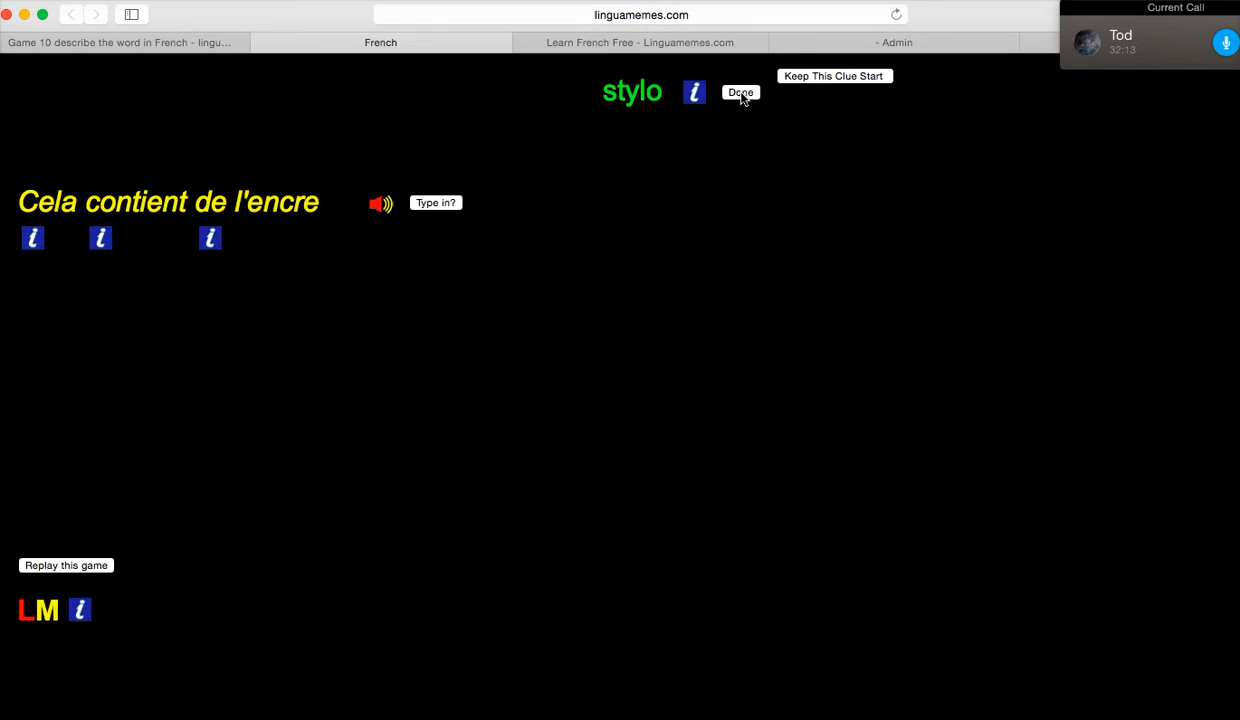 linguamemes.com
Current Call
Game 10 describe the word in French - lingu...
French
Learn French Free - Linguamemes.com
- Admin
Tod
32:13
stylo
Done
Keep This Clue Start
Cela contient de l'encre
Type in?
i i i
Replay this game
LM i